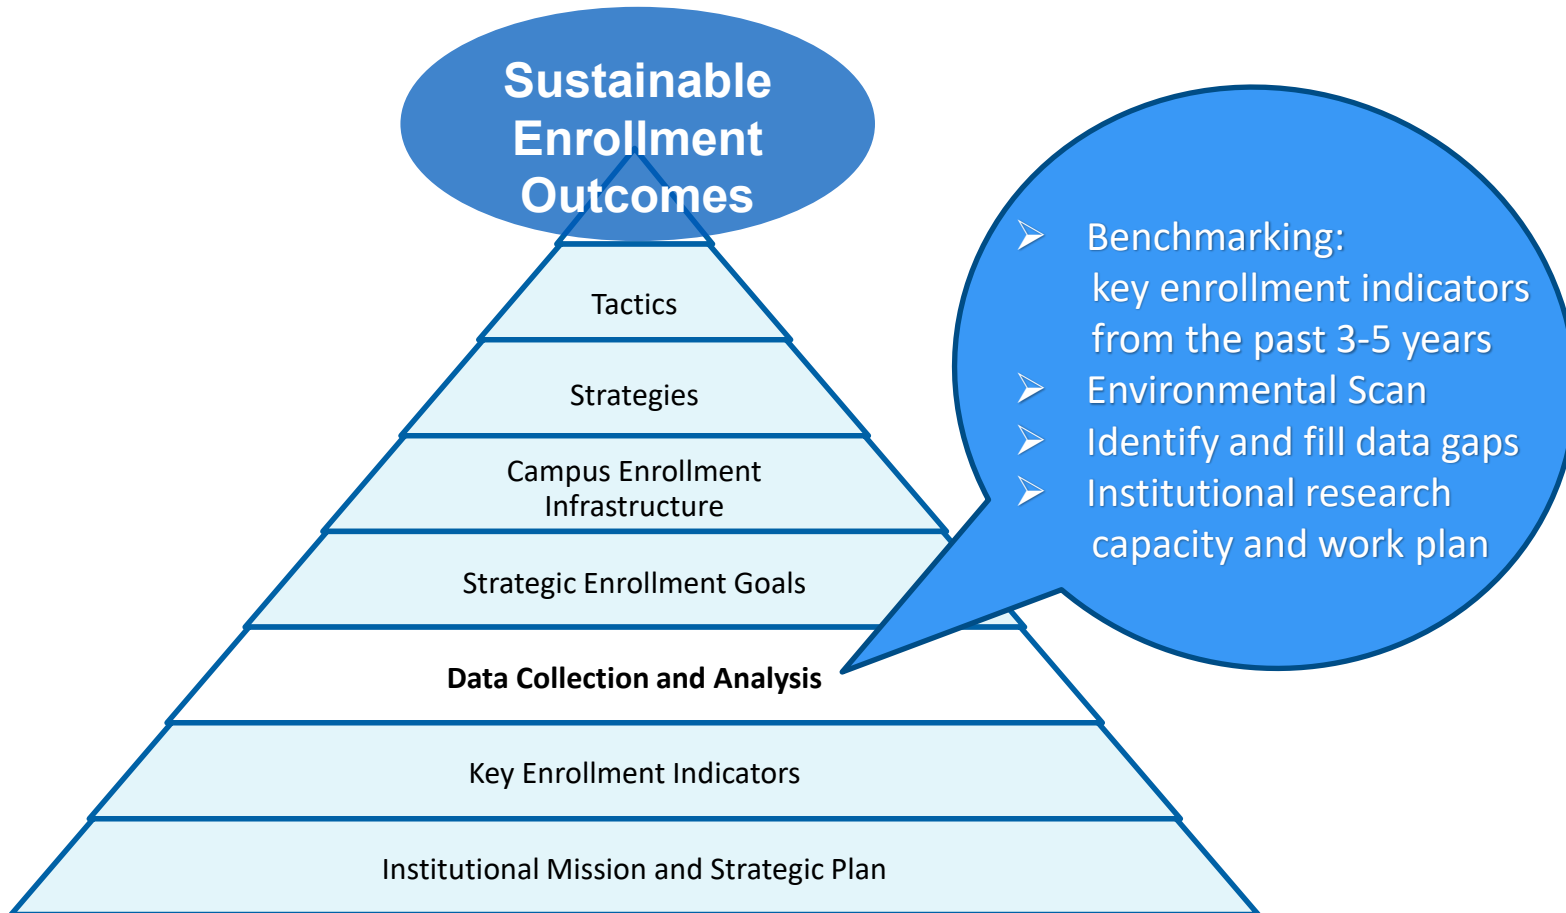 Sustainable
Enrollment
Outcomes
Tactics
Strategies
Campus Enrollment
Infrastructure
Strategic Enrollment Goals
Data Collection and Analysis
Key Enrollment Indicators
Institutional Mission and Strategic Plan
➢ Benchmarking:
key enrollment indicators
from the past 3-5 years
➢ Environmental Scan
➢ Identify and fill data gaps
➢ Institutional research
capacity and work plan